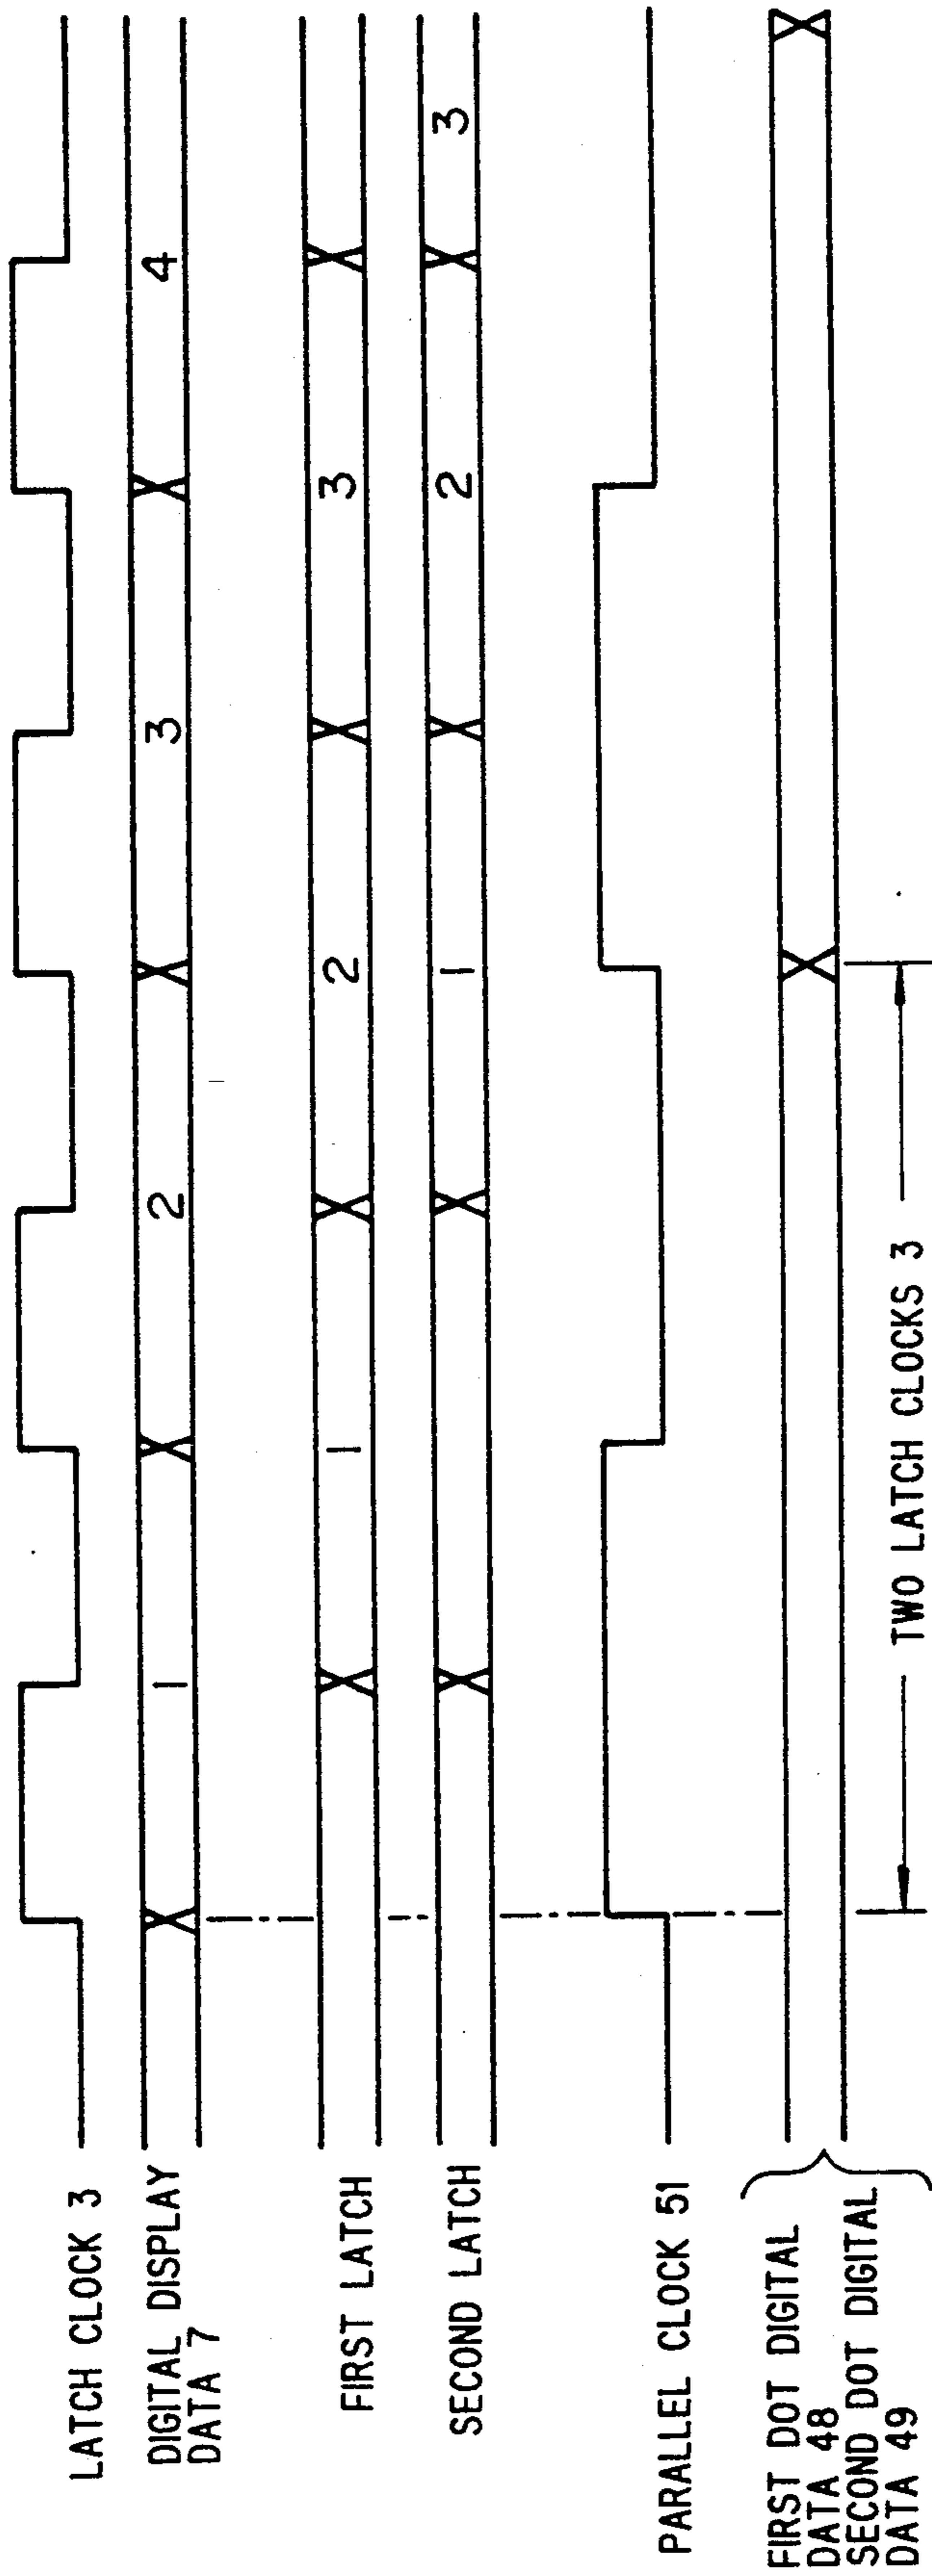 LATCH CLOCK 3
DIGITAL DISPLAY
DATA 7
1 2 3 4
FIRST LATCH
1 2 3
SECOND LATCH
1 2 3
PARALLEL CLOCK 51
FIRST DOT DIGITAL
DATA 48
SECOND DOT DIGITAL
DATA 49
TWO LATCH CLOCKS 3